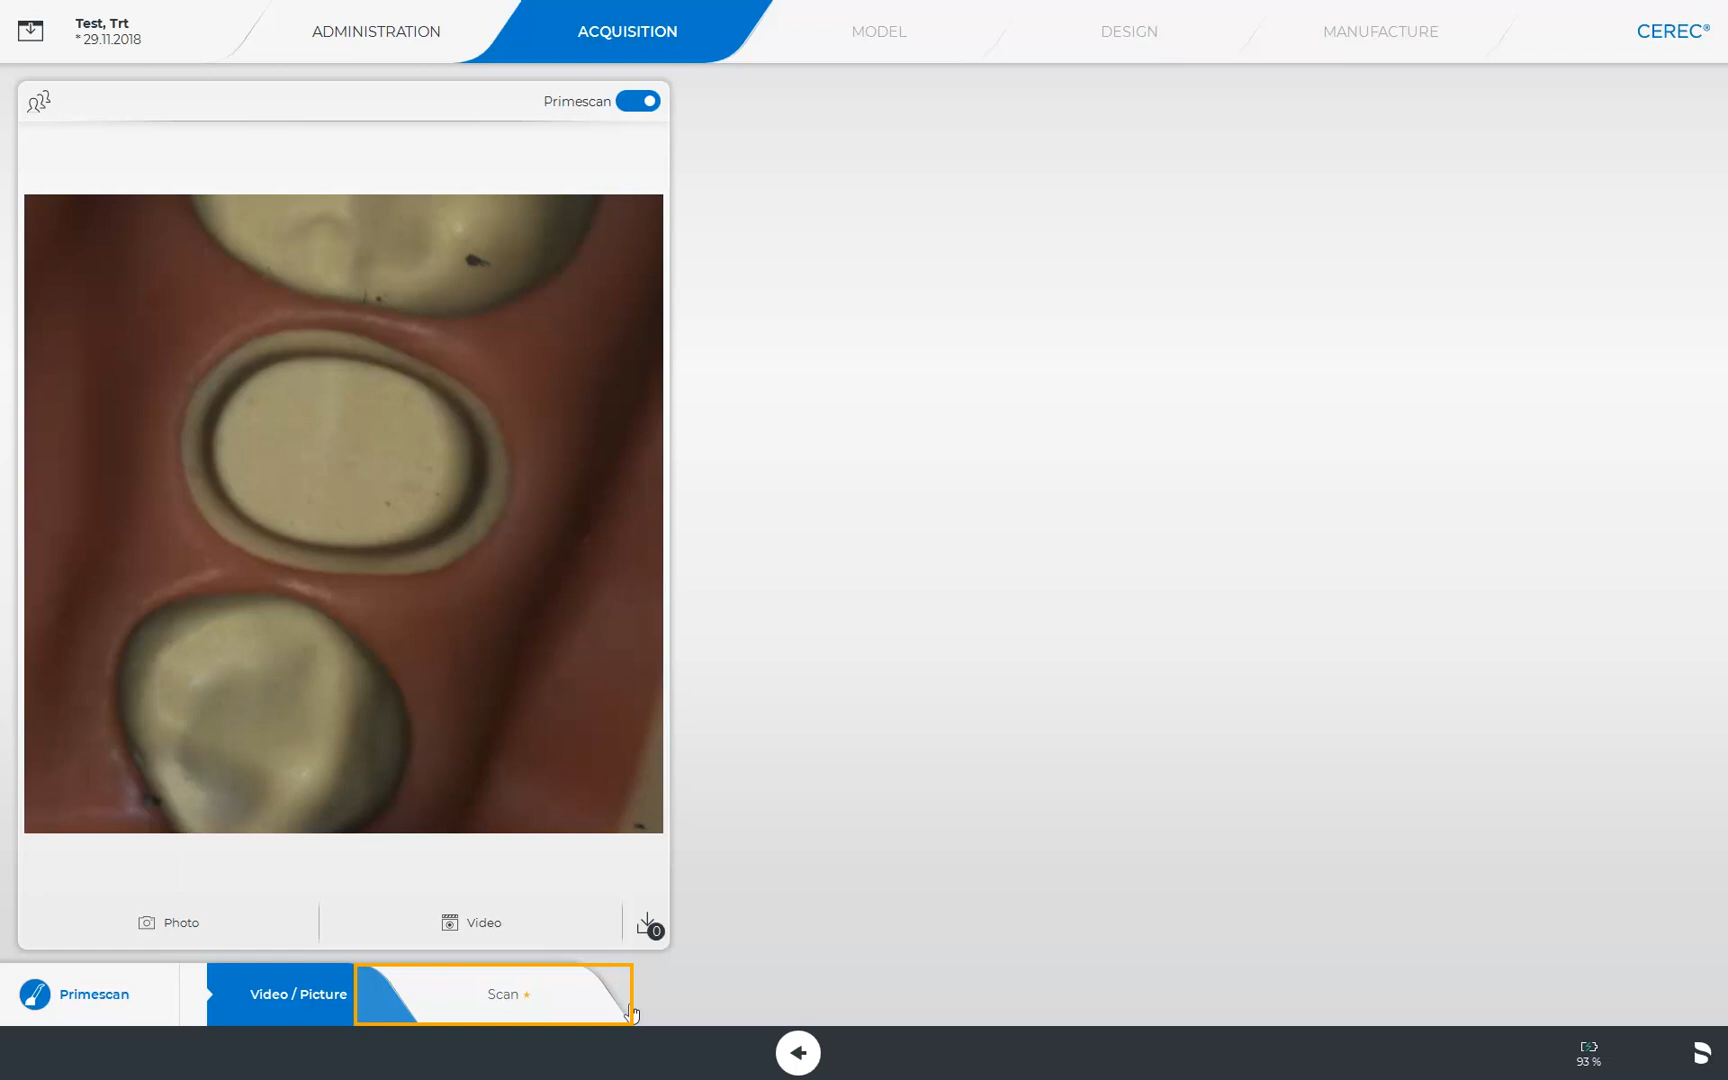 Test, Trt
* 29.11.2018
ADMINISTRATION
ACQUISITION
MODEL
DESIGN
MANUFACTURE
CEREC®
Primescan
Photo
Video
0
Primescan
Video / Picture
Scan
93 %